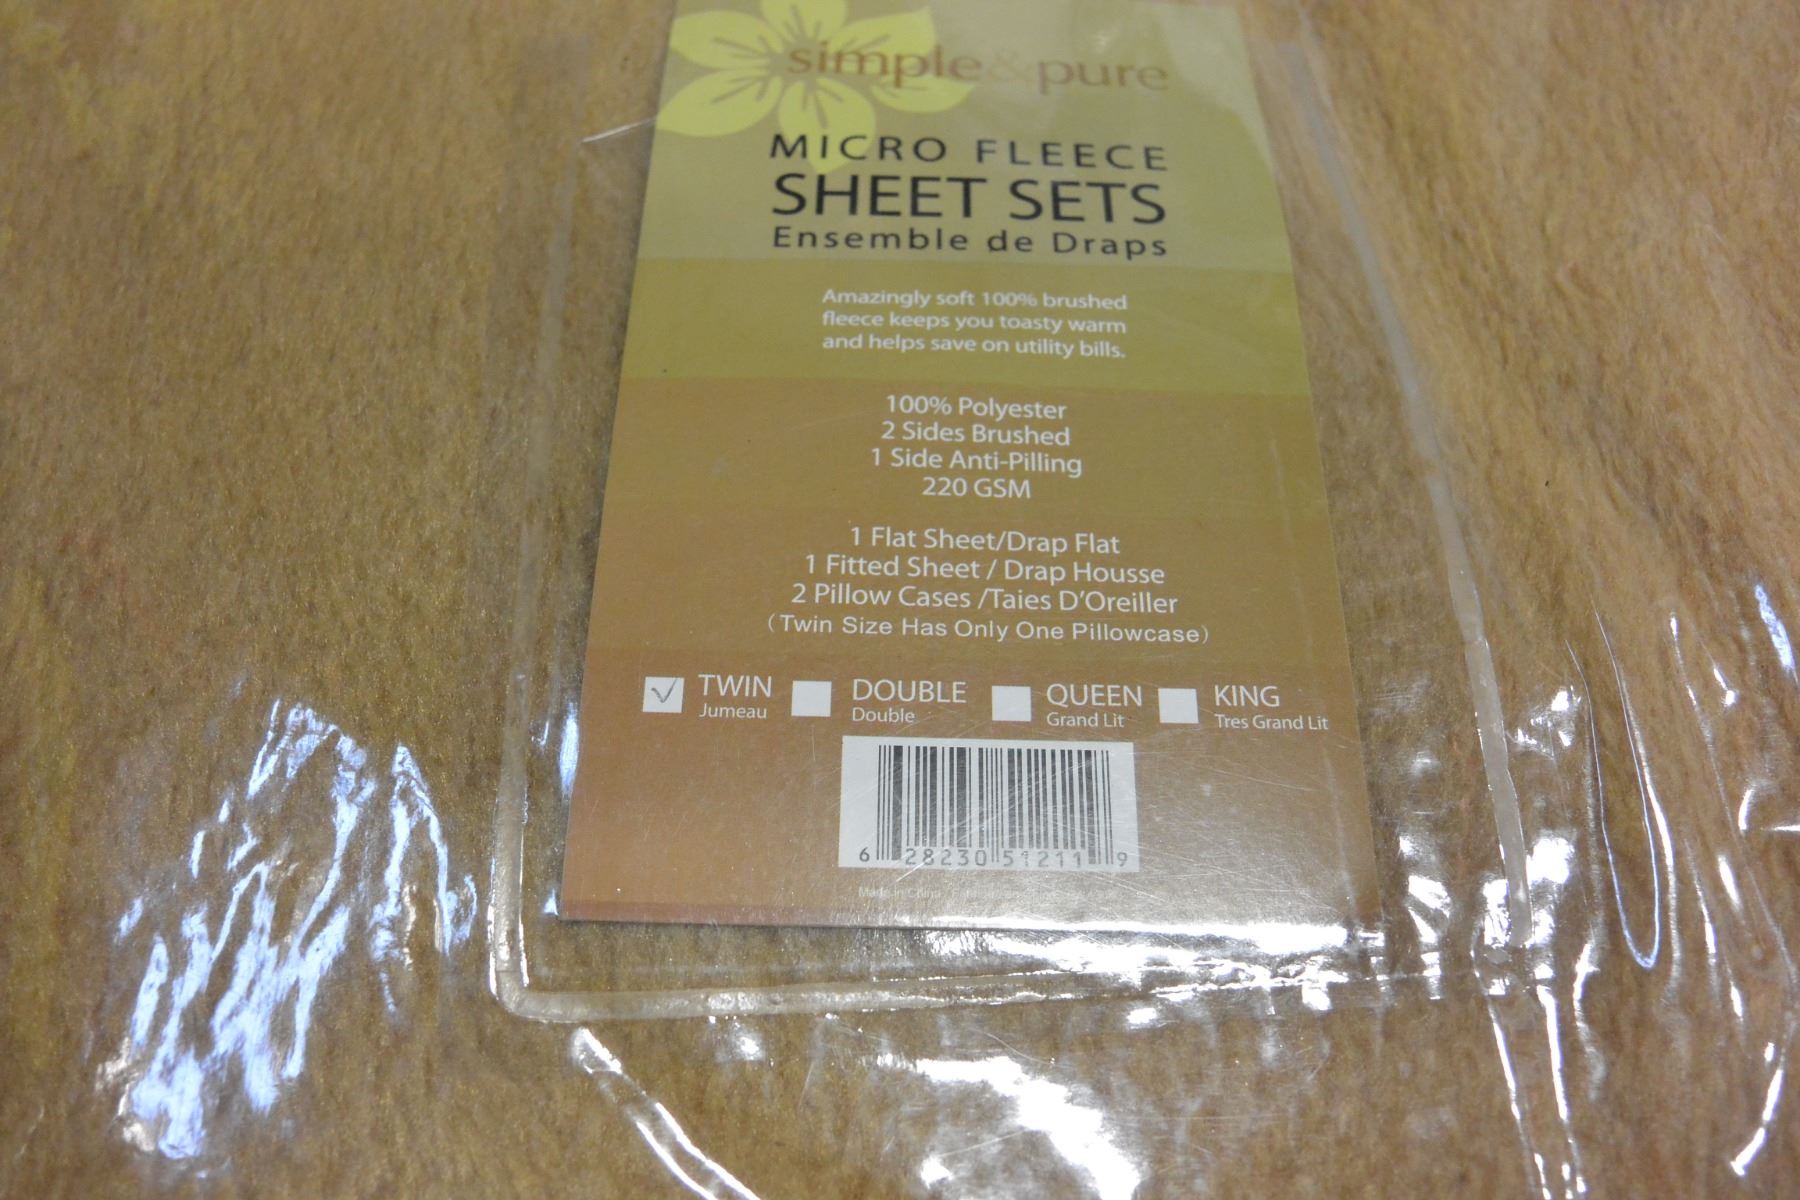 simple&pure
MICRO FLEECE
SHEET SETS
Ensemble de Draps
Amazingly soft 100% brushed
fleece keeps you toasty warm
and helps save on utility bills.
100% Polyester
2 Sides Brushed
1 Side Anti-Pilling
220 GSM
1 Flat Sheet/Drap Flat
1 Fitted Sheet / Drap Housse
2 Pillow Cases /Taies D'Oreiller
(Twin Size Has Only One Pillowcase)
TWIN DOUBLE QUEEN KING
Jumeau Double Grand Lit Tres Grand Lit
6 28230 51211 9
Made in China